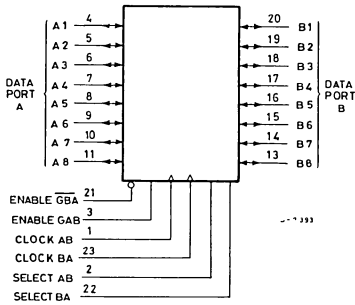 A1 4 20 B1
A2 5 19 B2
A3 6 18 B3
DATA PORT A
A4 7 17 B4
DATA PORT B
A5 8 16 B5
A6 9 15 B6
A7 10 14 B7
A8 11 13 B8
ENABLE G̅B̅A̅ 21
ENABLE GAB 3
CLOCK AB 1
CLOCK BA 23
SELECT AB 2
SELECT BA 22